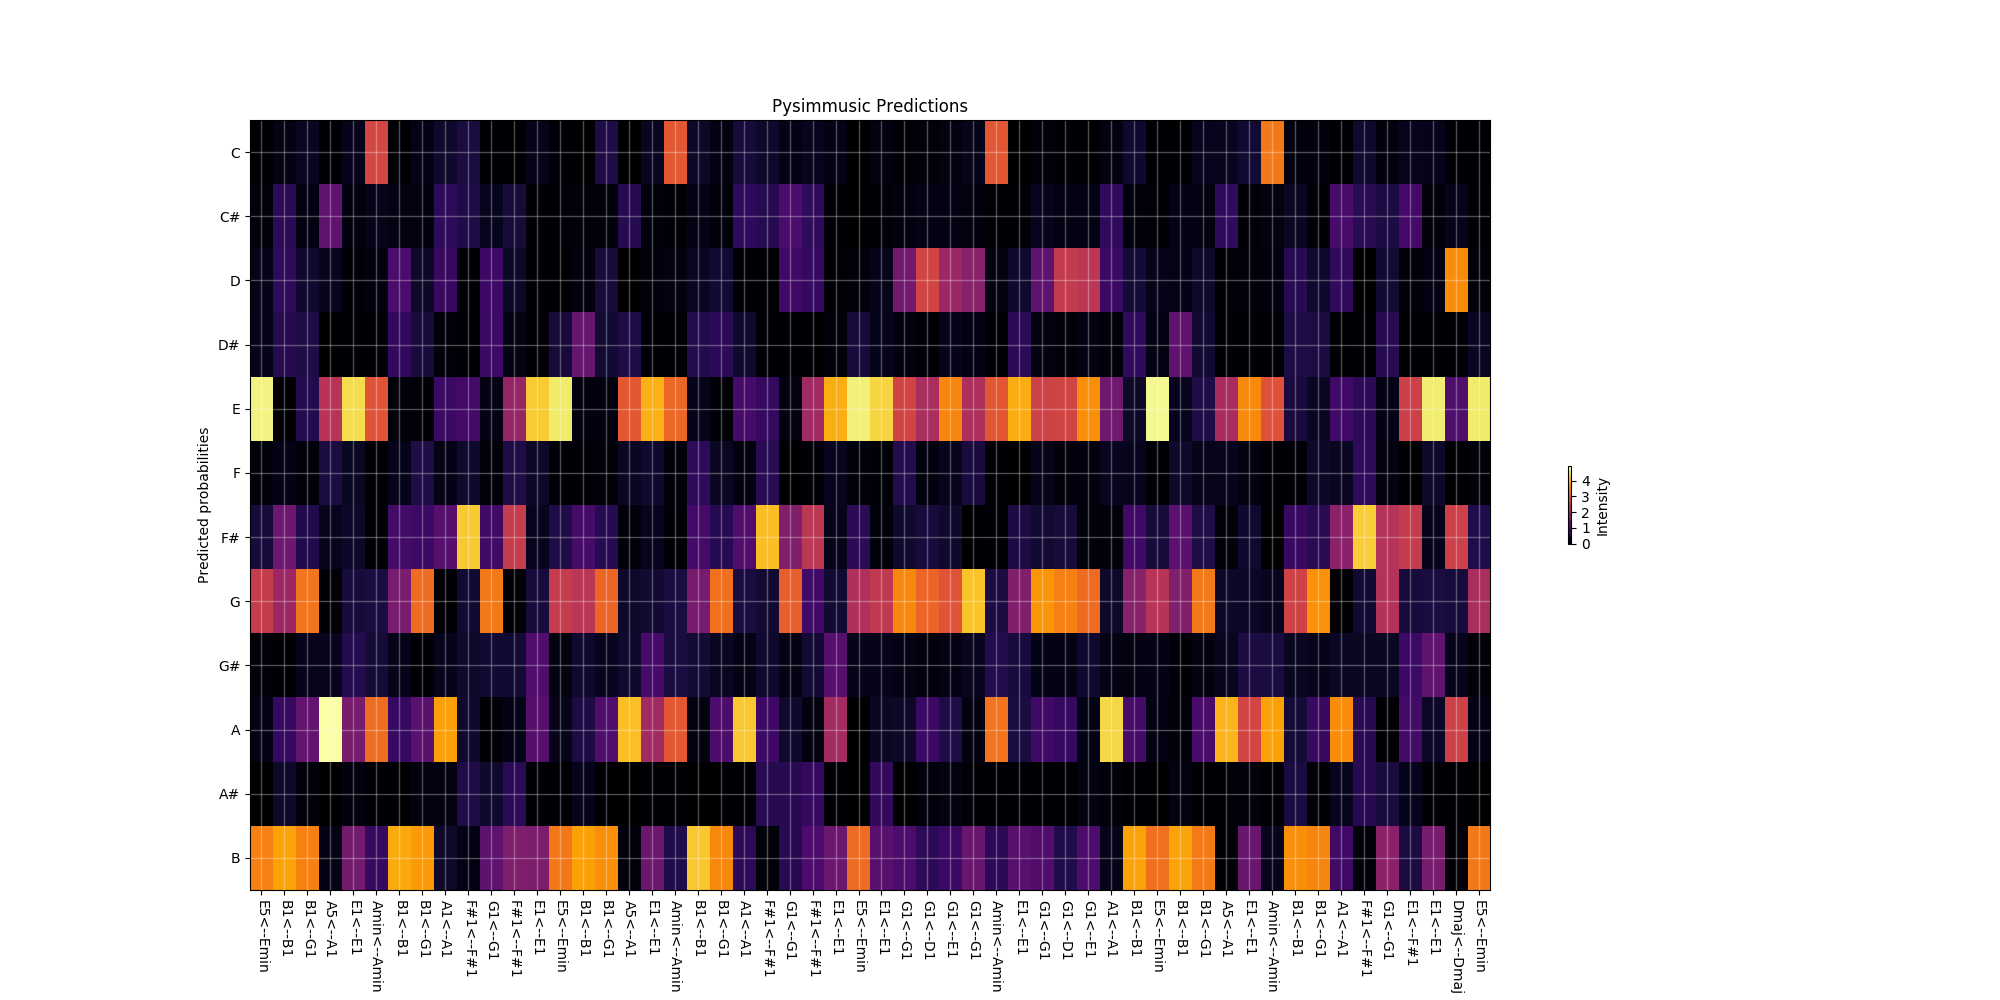 Pysimmusic Predictions
Predicted probabilities
C
C#
D
D#
E
F
F#
G
G#
A
A#
B
E5<--Emin
B1<--B1
B1<--G1
A5<--A1
E1<--E1
Amin<--Amin
B1<--B1
B1<--G1
A1<--A1
F#1<--F#1
G1<--G1
F#1<--F#1
E1<--E1
E5<--Emin
B1<--B1
B1<--G1
A5<--A1
E1<--E1
Amin<--Amin
B1<--B1
B1<--G1
A1<--A1
F#1<--F#1
G1<--G1
F#1<--F#1
E1<--E1
E5<--Emin
E1<--E1
G1<--G1
G1<--D1
G1<--E1
G1<--G1
Amin<--Amin
E1<--E1
G1<--G1
G1<--D1
G1<--E1
A1<--A1
B1<--B1
E5<--Emin
B1<--B1
B1<--G1
A5<--A1
E1<--E1
Amin<--Amin
B1<--B1
B1<--G1
A1<--A1
F#1<--F#1
G1<--G1
E1<--F#1
E1<--E1
Dmaj<--Dmaj
E5<--Emin
4
3
2
1
0
Intensity